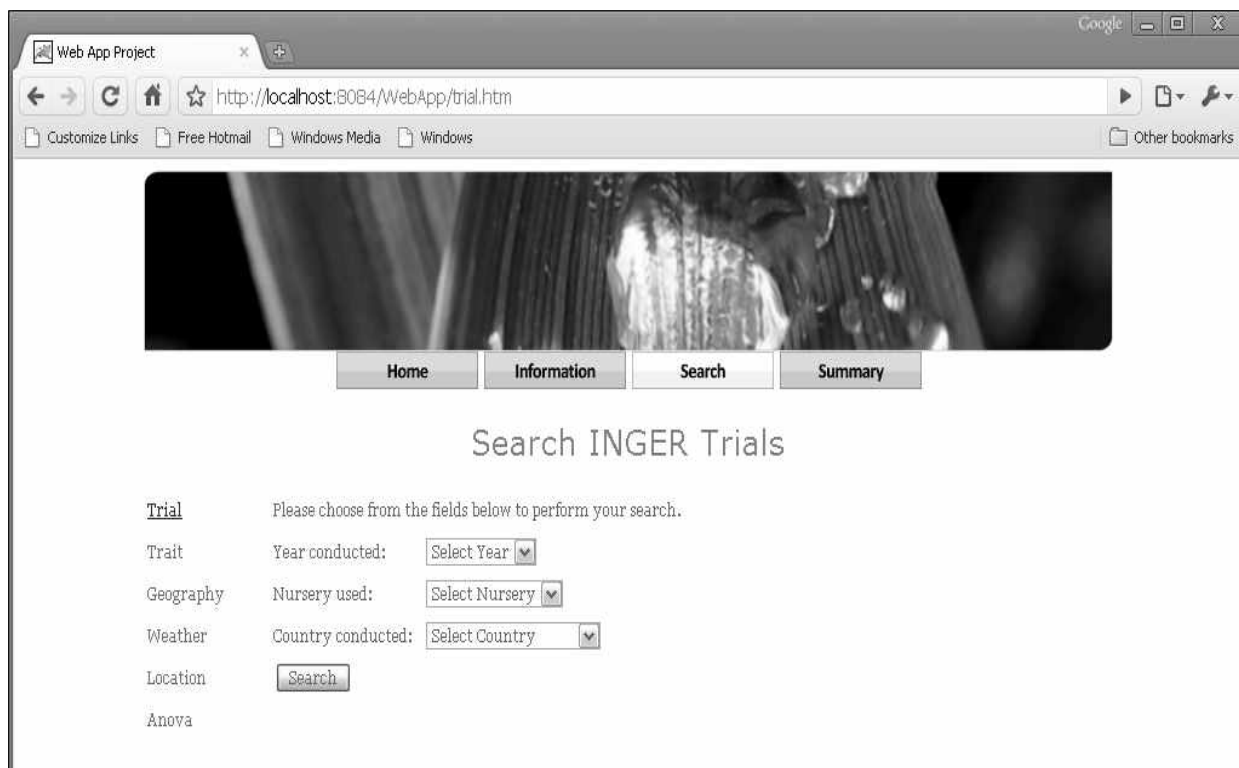 Google
Web App Project
http://localhost:8084/WebApp/trial.htm
Customize Links Free Hotmail Windows Media Windows Other bookmarks
Home Information Search Summary
Search INGER Trials
Trial Please choose from the fields below to perform your search.
Trait Year conducted: Select Year
Geography Nursery used: Select Nursery
Weather Country conducted: Select Country
Location Search
Anova